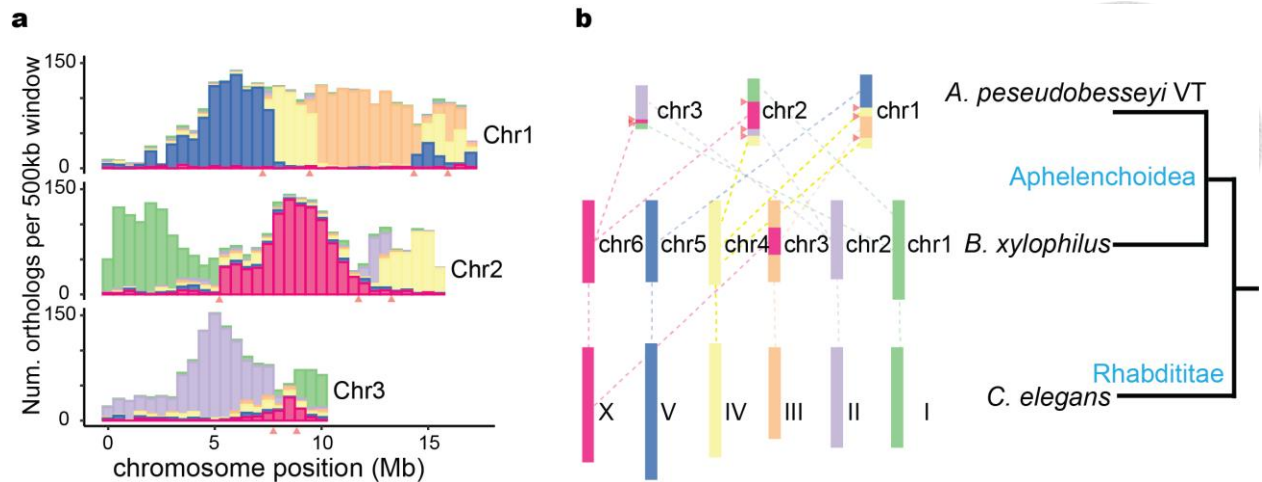 a
Num. orthologs per 500kb window
150
0
Chr1
150
0
Chr2
150
0
Chr3
0 5 10 15
chromosome position (Mb)
b
chr3 chr2 chr1
chr6 chr5 chr4 chr3 chr2 chr1
X V IV III II I
A. peseudobesseyi VT
Aphelenchoidea
B. xylophilus
Rhabdititae
C. elegans